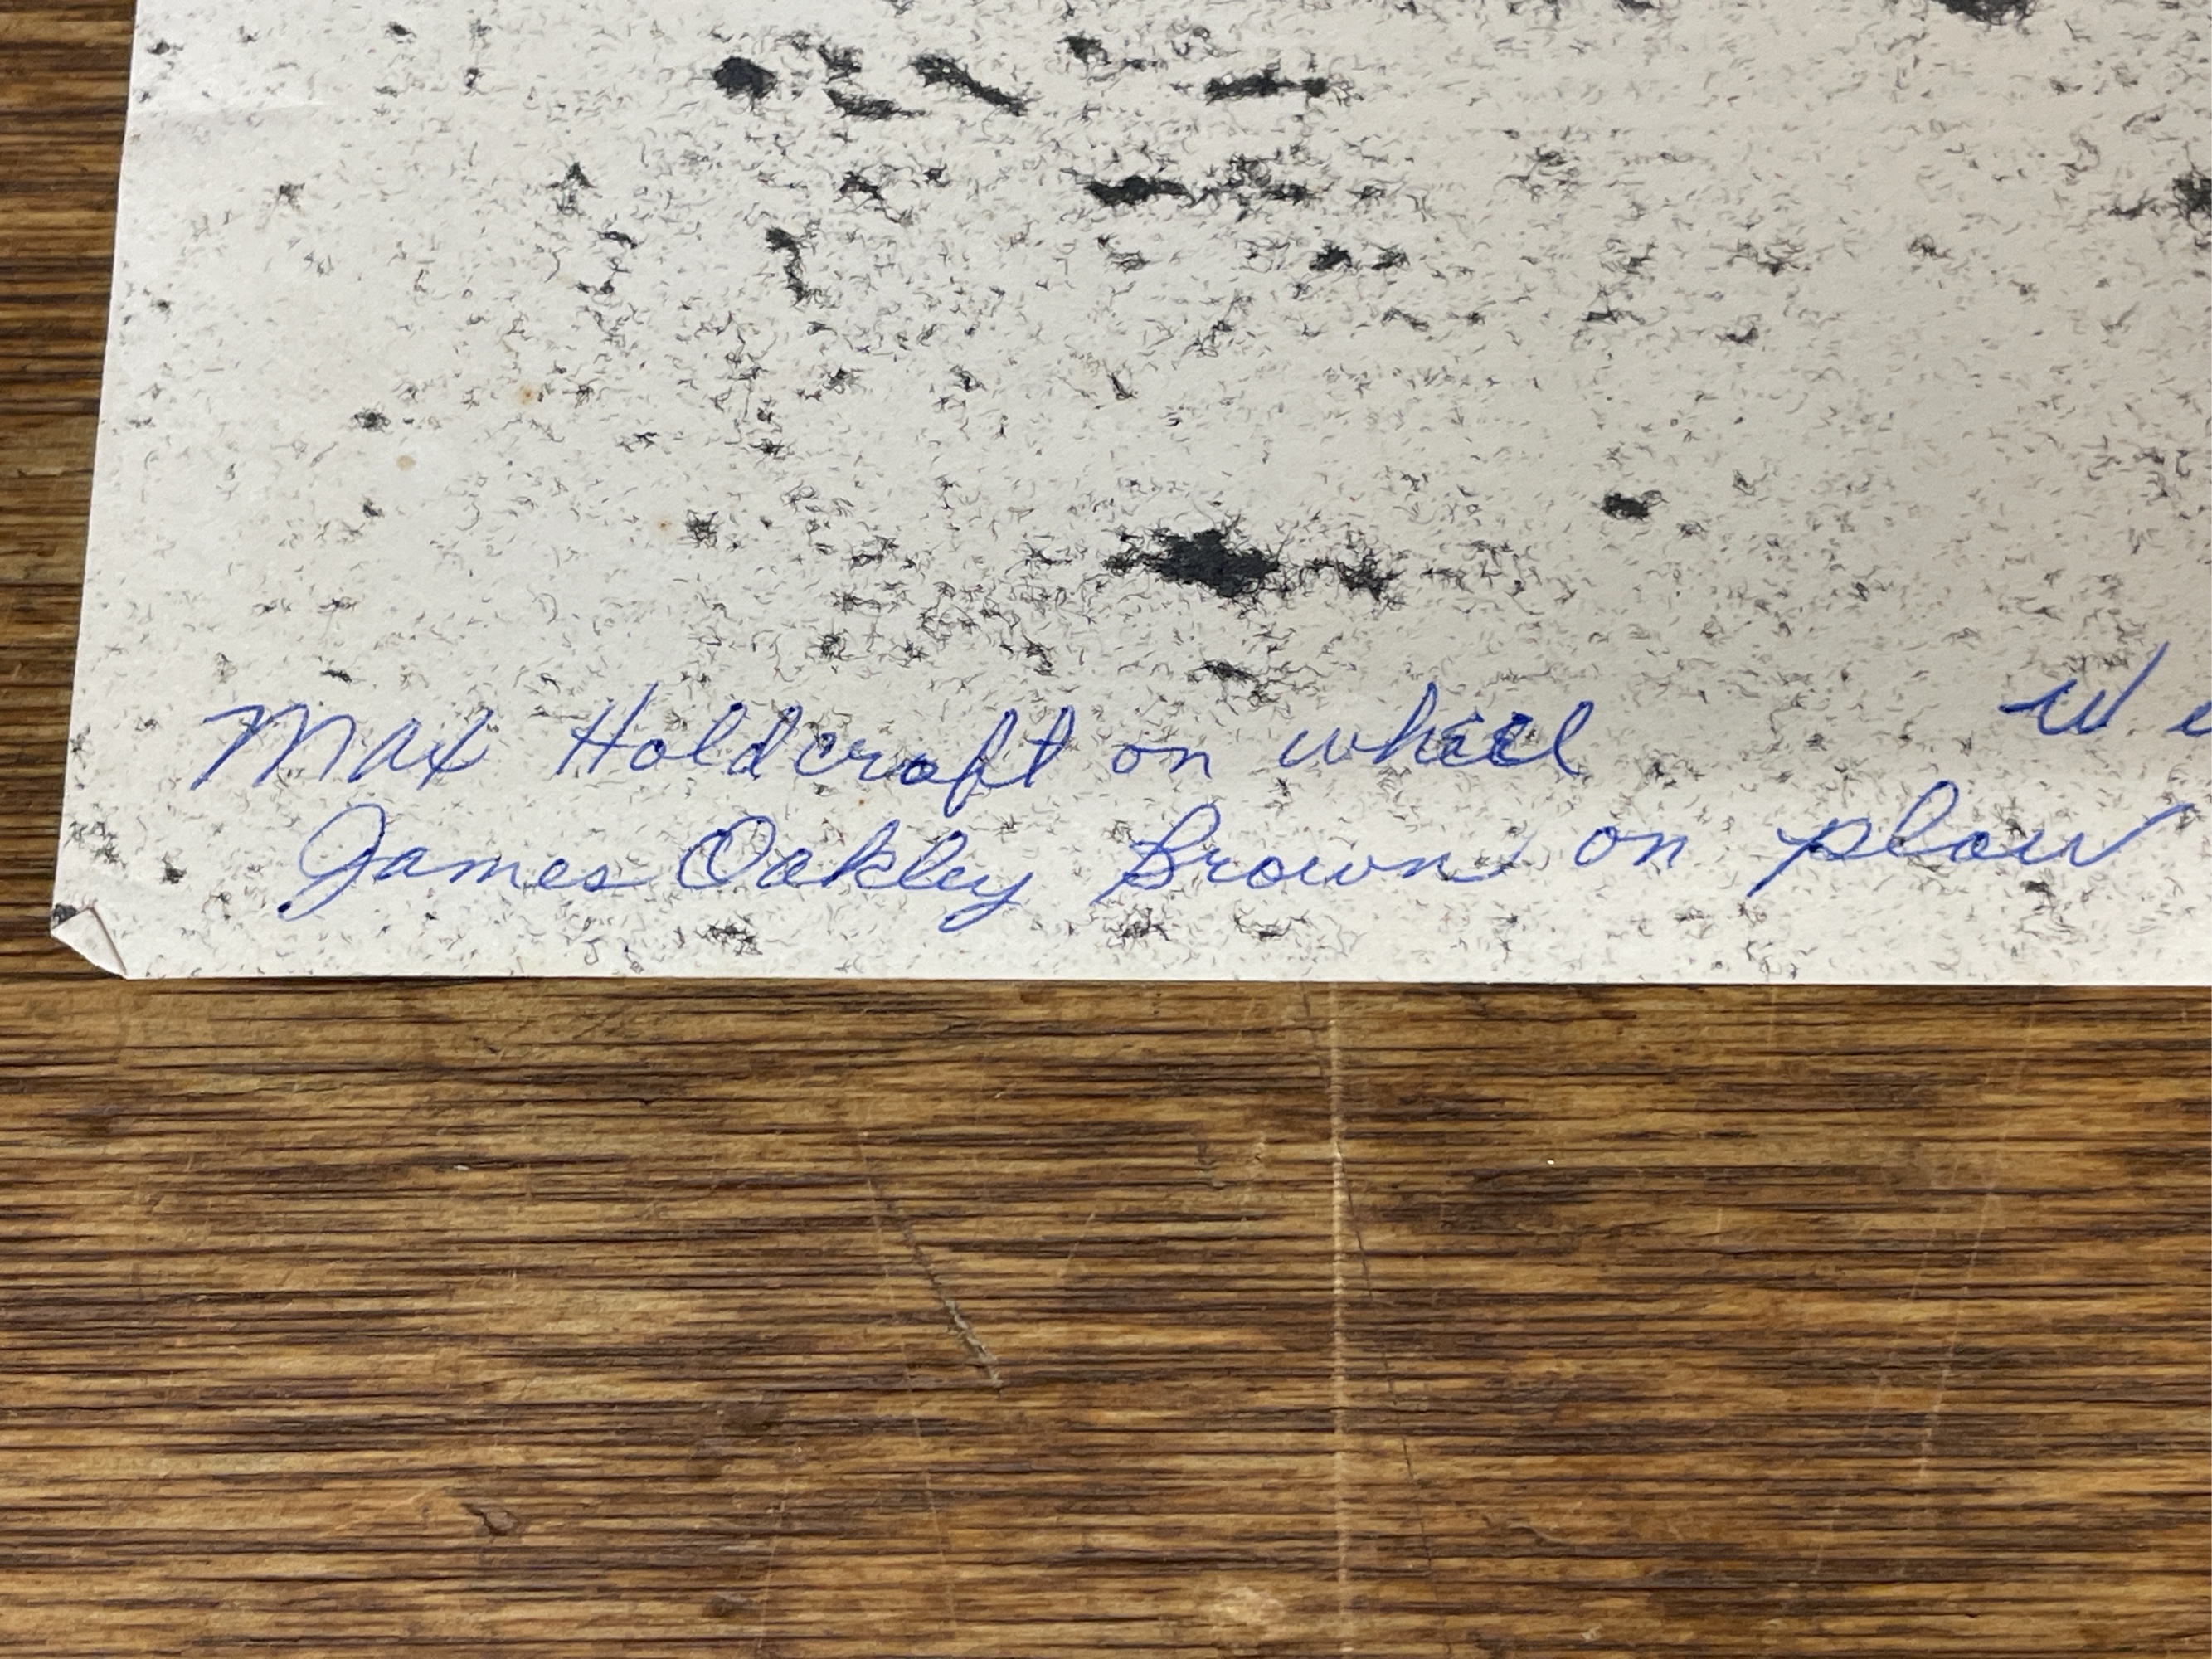 Max Holdcroft on wheel
James Oakley Brown on plow